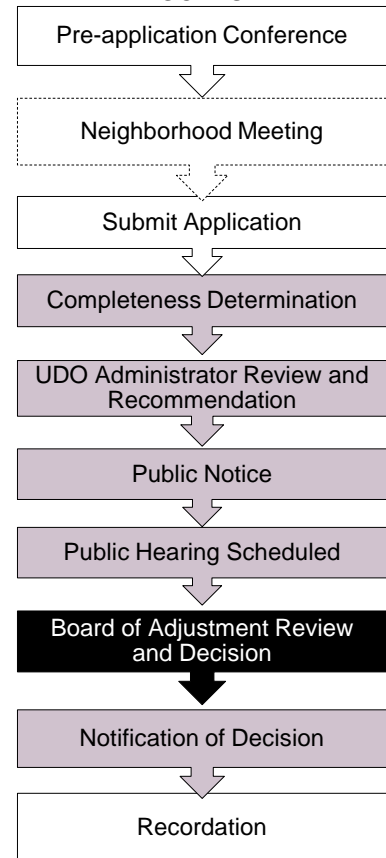 Pre-application Conference
Neighborhood Meeting
Submit Application
Completeness Determination
UDO Administrator Review and
Recommendation
Public Notice
Public Hearing Scheduled
Board of Adjustment Review
and Decision
Notification of Decision
Recordation